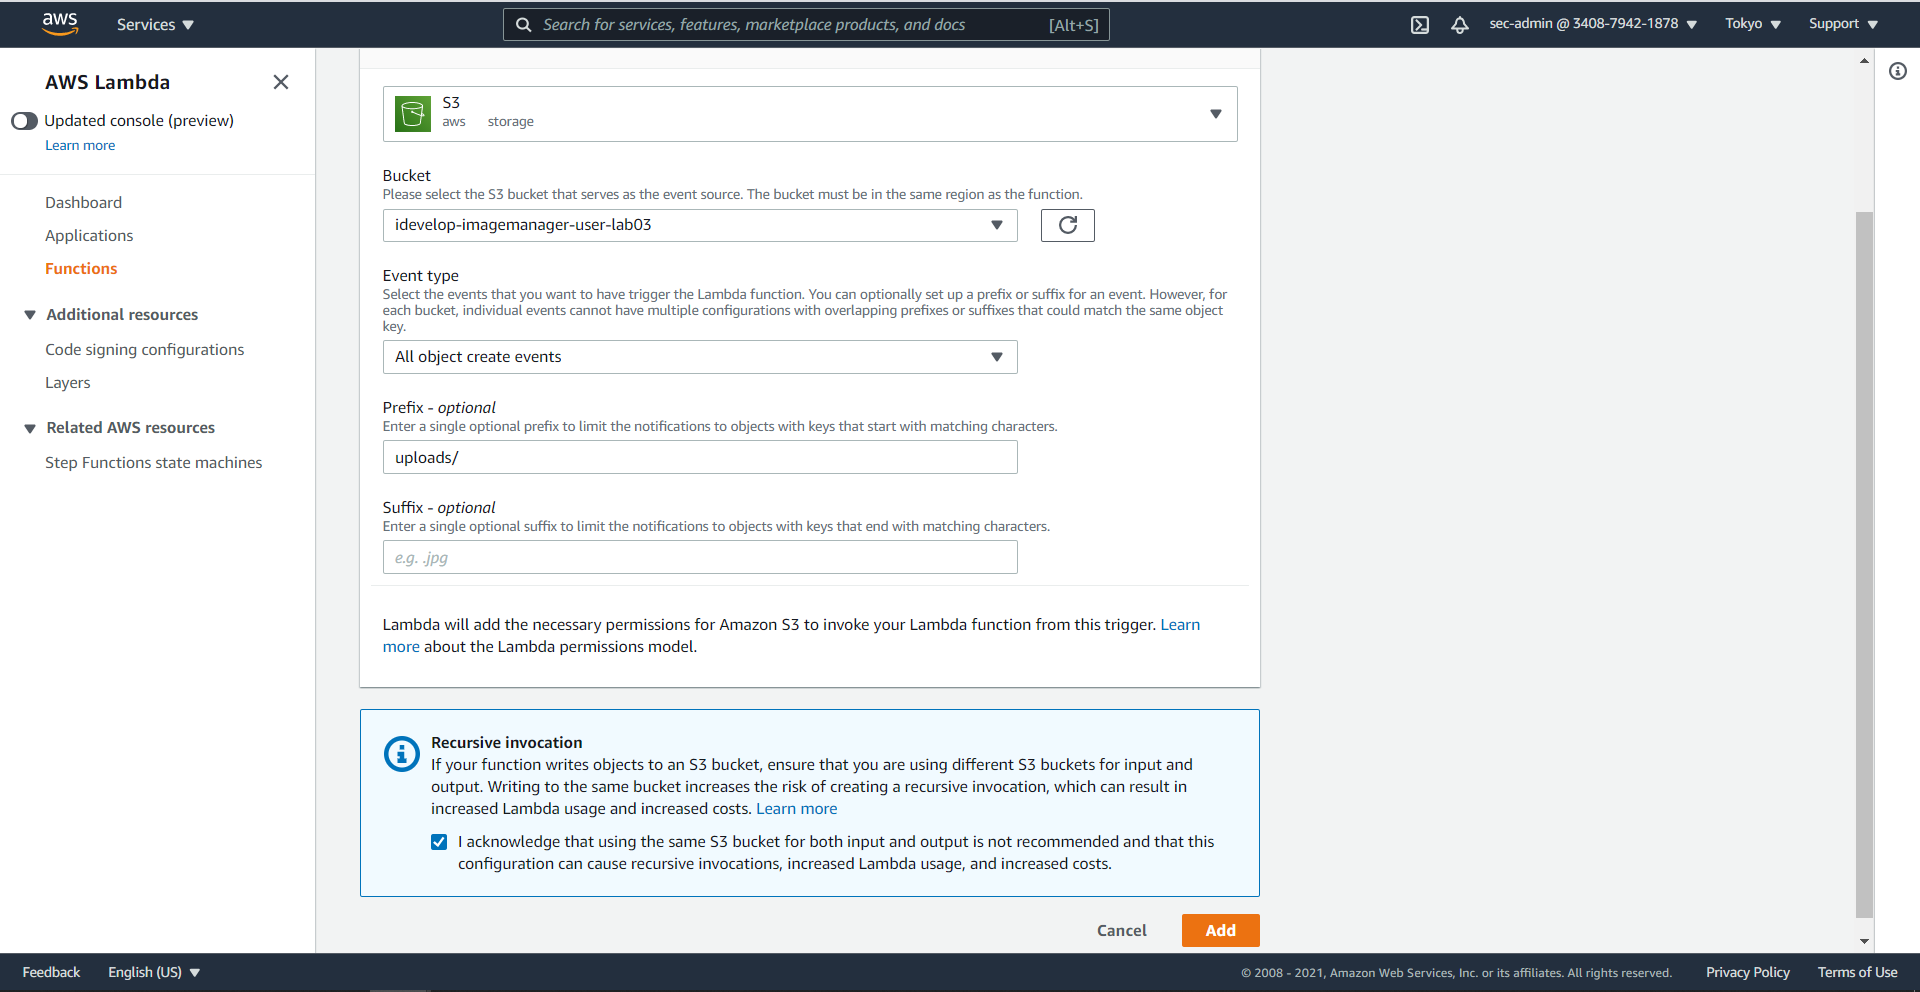 aws
Services
Search for services, features, marketplace products, and docs
[Alt+S]
sec-admin @ 3408-7942-1878
Tokyo
Support
AWS Lambda
Updated console (preview)
Learn more
Dashboard
Applications
Functions
Additional resources
Code signing configurations
Layers
Related AWS resources
Step Functions state machines
S3
aws storage
Bucket
Please select the S3 bucket that serves as the event source. The bucket must be in the same region as the function.
idevelop-imagemanager-user-lab03
Event type
Select the events that you want to have trigger the Lambda function. You can optionally set up a prefix or suffix for an event. However, for
each bucket, individual events cannot have multiple configurations with overlapping prefixes or suffixes that could match the same object
key.
All object create events
Prefix - optional
Enter a single optional prefix to limit the notifications to objects with keys that start with matching characters.
uploads/
Suffix - optional
Enter a single optional suffix to limit the notifications to objects with keys that end with matching characters.
e.g. .jpg
Lambda will add the necessary permissions for Amazon S3 to invoke your Lambda function from this trigger. Learn
more about the Lambda permissions model.
Recursive invocation
If your function writes objects to an S3 bucket, ensure that you are using different S3 buckets for input and
output. Writing to the same bucket increases the risk of creating a recursive invocation, which can result in
increased Lambda usage and increased costs. Learn more
I acknowledge that using the same S3 bucket for both input and output is not recommended and that this
configuration can cause recursive invocations, increased Lambda usage, and increased costs.
Cancel
Add
Feedback
English (US)
© 2008 - 2021, Amazon Web Services, Inc. or its affiliates. All rights reserved.
Privacy Policy
Terms of Use